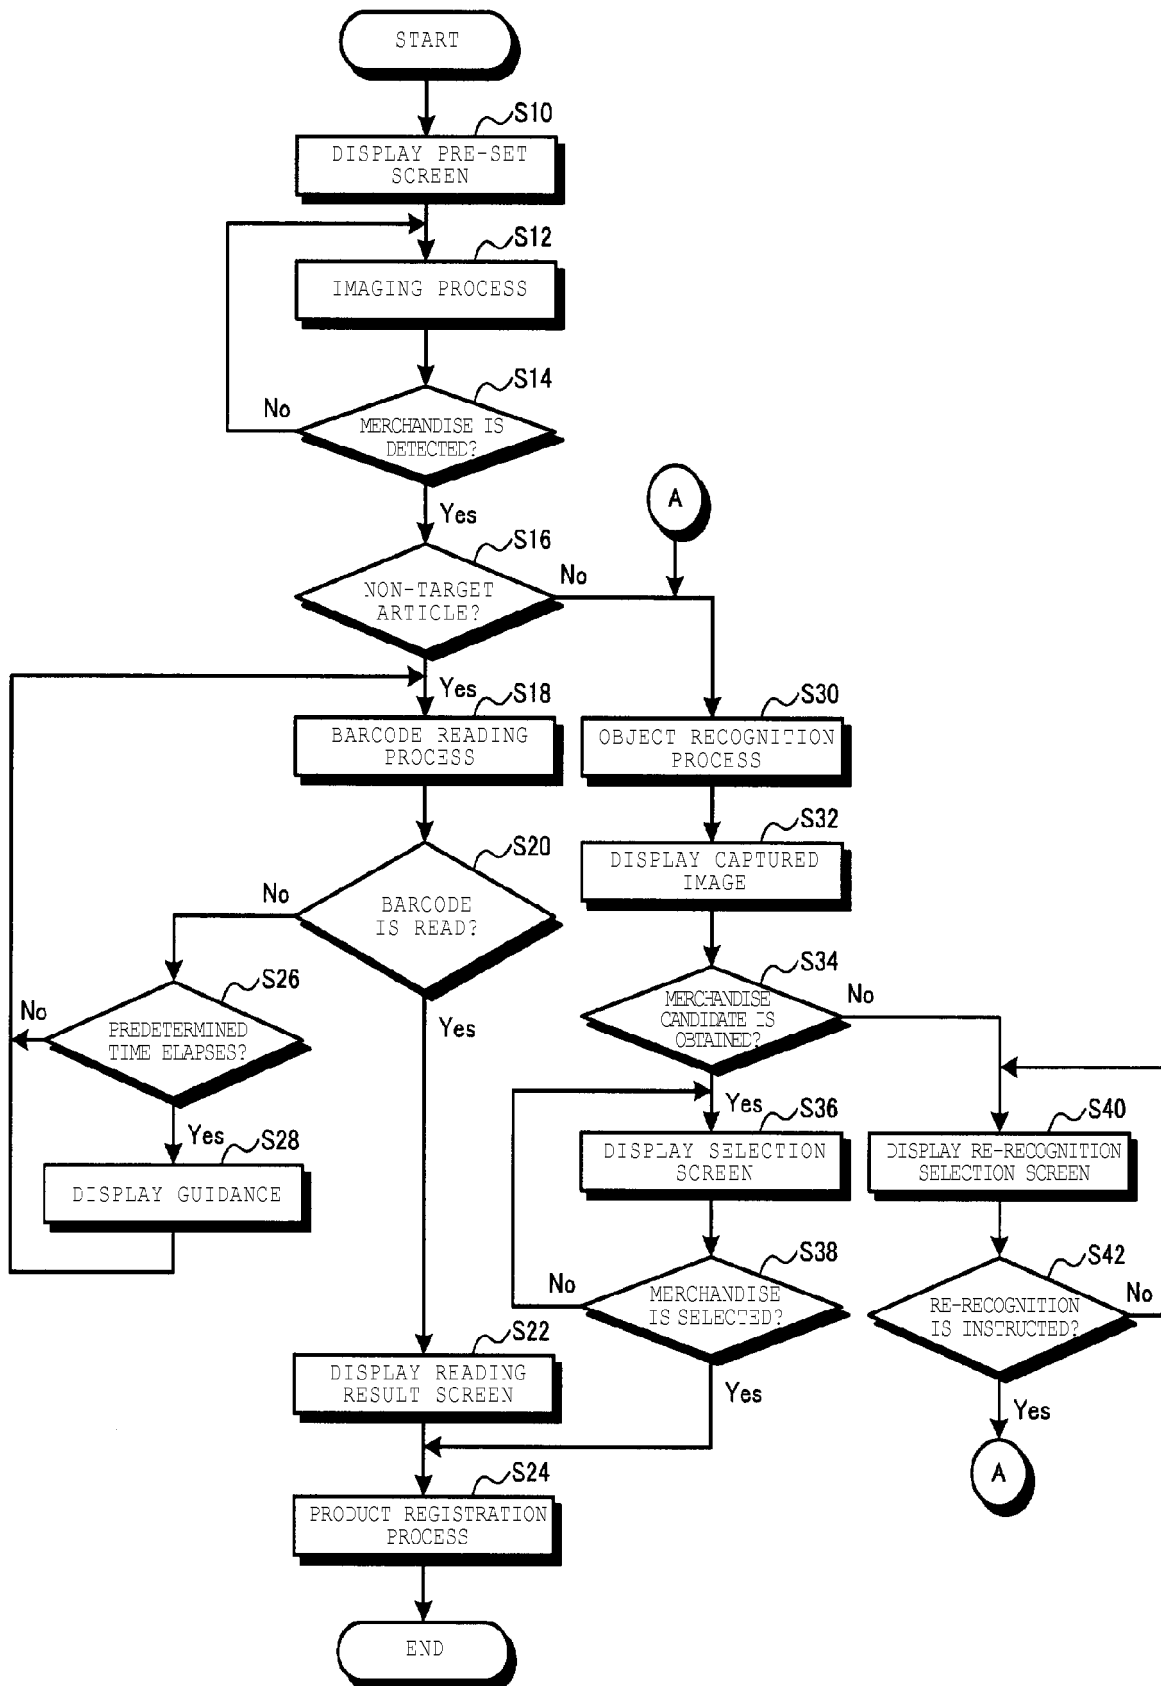 START
S10
DISPLAY PRE-SET
SCREEN
S12
IMAGING PROCESS
S14
No
MERCHANDISE IS
DETECTED?
Yes
A
S16
No
NON-TARGET
ARTICLE?
Yes
S18
BARCODE READING
PROCESS
S30
OBJECT RECOGNITION
PROCESS
S20
No
BARCODE
IS READ?
Yes
S32
DISPLAY CAPTURED
IMAGE
S26
No
PREDETERMINED
TIME ELAPSES?
Yes
S34
No
MERCHANDISE
CANDIDATE IS
OBTAINED?
Yes
S28
DISPLAY GUIDANCE
S36
DISPLAY SELECTION
SCREEN
S40
DISPLAY RE-RECOGNITION
SELECTION SCREEN
S38
No
MERCHANDISE
IS SELECTED?
Yes
S42
No
RE-RECOGNITION
IS INSTRUCTED?
Yes
A
S22
DISPLAY READING
RESULT SCREEN
S24
PRODUCT REGISTRATION
PROCESS
END